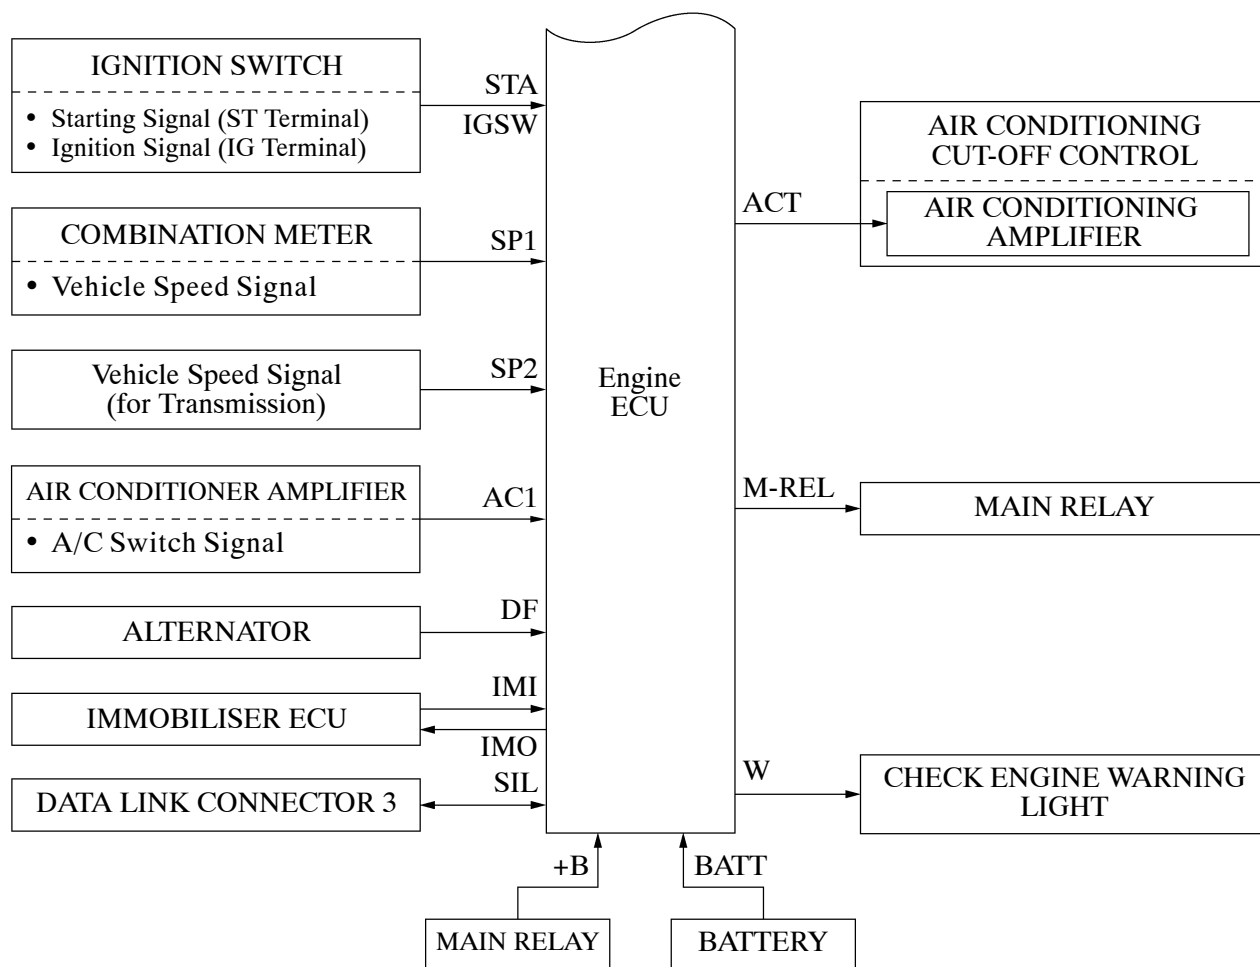 IGNITION SWITCH
• Starting Signal (ST Terminal)
• Ignition Signal (IG Terminal)
STA
IGSW
COMBINATION METER
• Vehicle Speed Signal
SP1
Vehicle Speed Signal
(for Transmission)
SP2
AIR CONDITIONER AMPLIFIER
• A/C Switch Signal
AC1
ALTERNATOR
DF
IMMOBILISER ECU
IMI
IMO
DATA LINK CONNECTOR 3
SIL
Engine
ECU
ACT
AIR CONDITIONING
CUT-OFF CONTROL
AIR CONDITIONING
AMPLIFIER
M-REL
MAIN RELAY
W
CHECK ENGINE WARNING
LIGHT
+B
BATT
MAIN RELAY
BATTERY